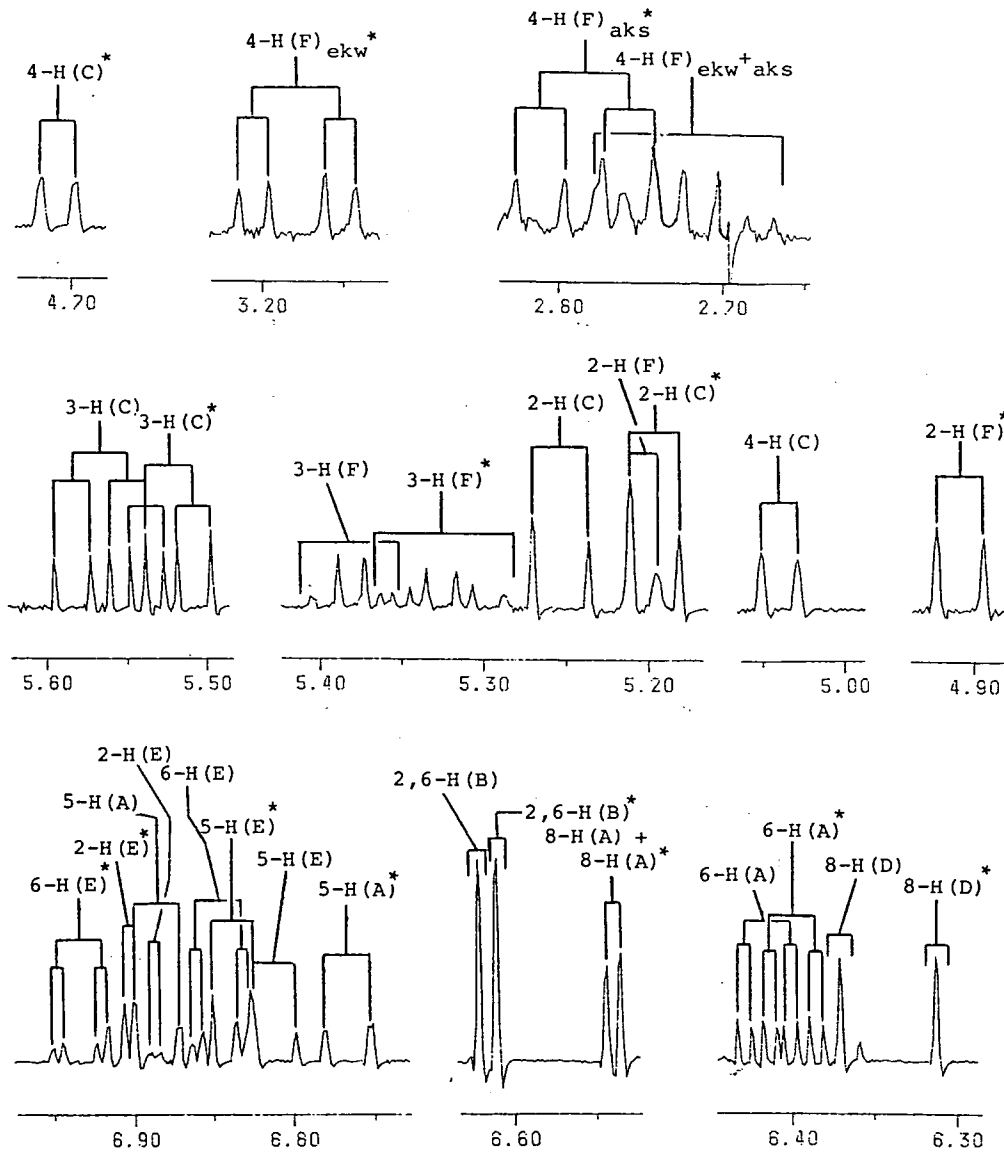 4-H(C)*
4-H(F)ekw*
4-H(F)aks*
4-H(F)ekw+aks
4.70
3.20
2.80
2.70
3-H(C)
3-H(C)*
3-H(F)
3-H(F)*
2-H(C)
2-H(F)
2-H(C)*
4-H(C)
2-H(F)*
5.60
5.50
5.40
5.30
5.20
5.00
4.90
2-H(E)
6-H(E)
5-H(A)
5-H(E)*
2-H(E)*
5-H(E)
6-H(E)*
5-H(A)*
2,6-H(B)
2,6-H(B)*
8-H(A) +
8-H(A)*
6-H(A)*
6-H(A)
8-H(D)
8-H(D)*
6.90
6.80
6.60
6.40
6.30